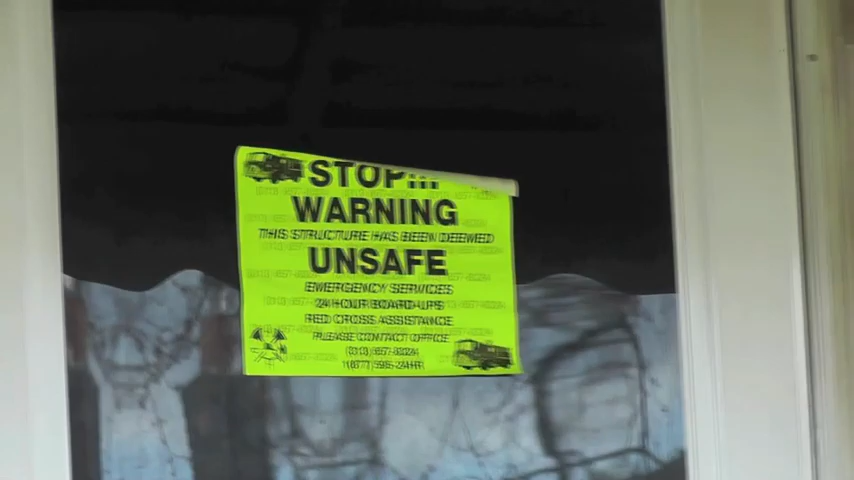 STOP!!!
WARNING
THIS STRUCTURE HAS BEEN DEEMED
UNSAFE
EMERGENCY SERVICES
24 HOUR BOARD-UPS
RED CROSS ASSISTANCE
PLEASE CONTACT OFFICE